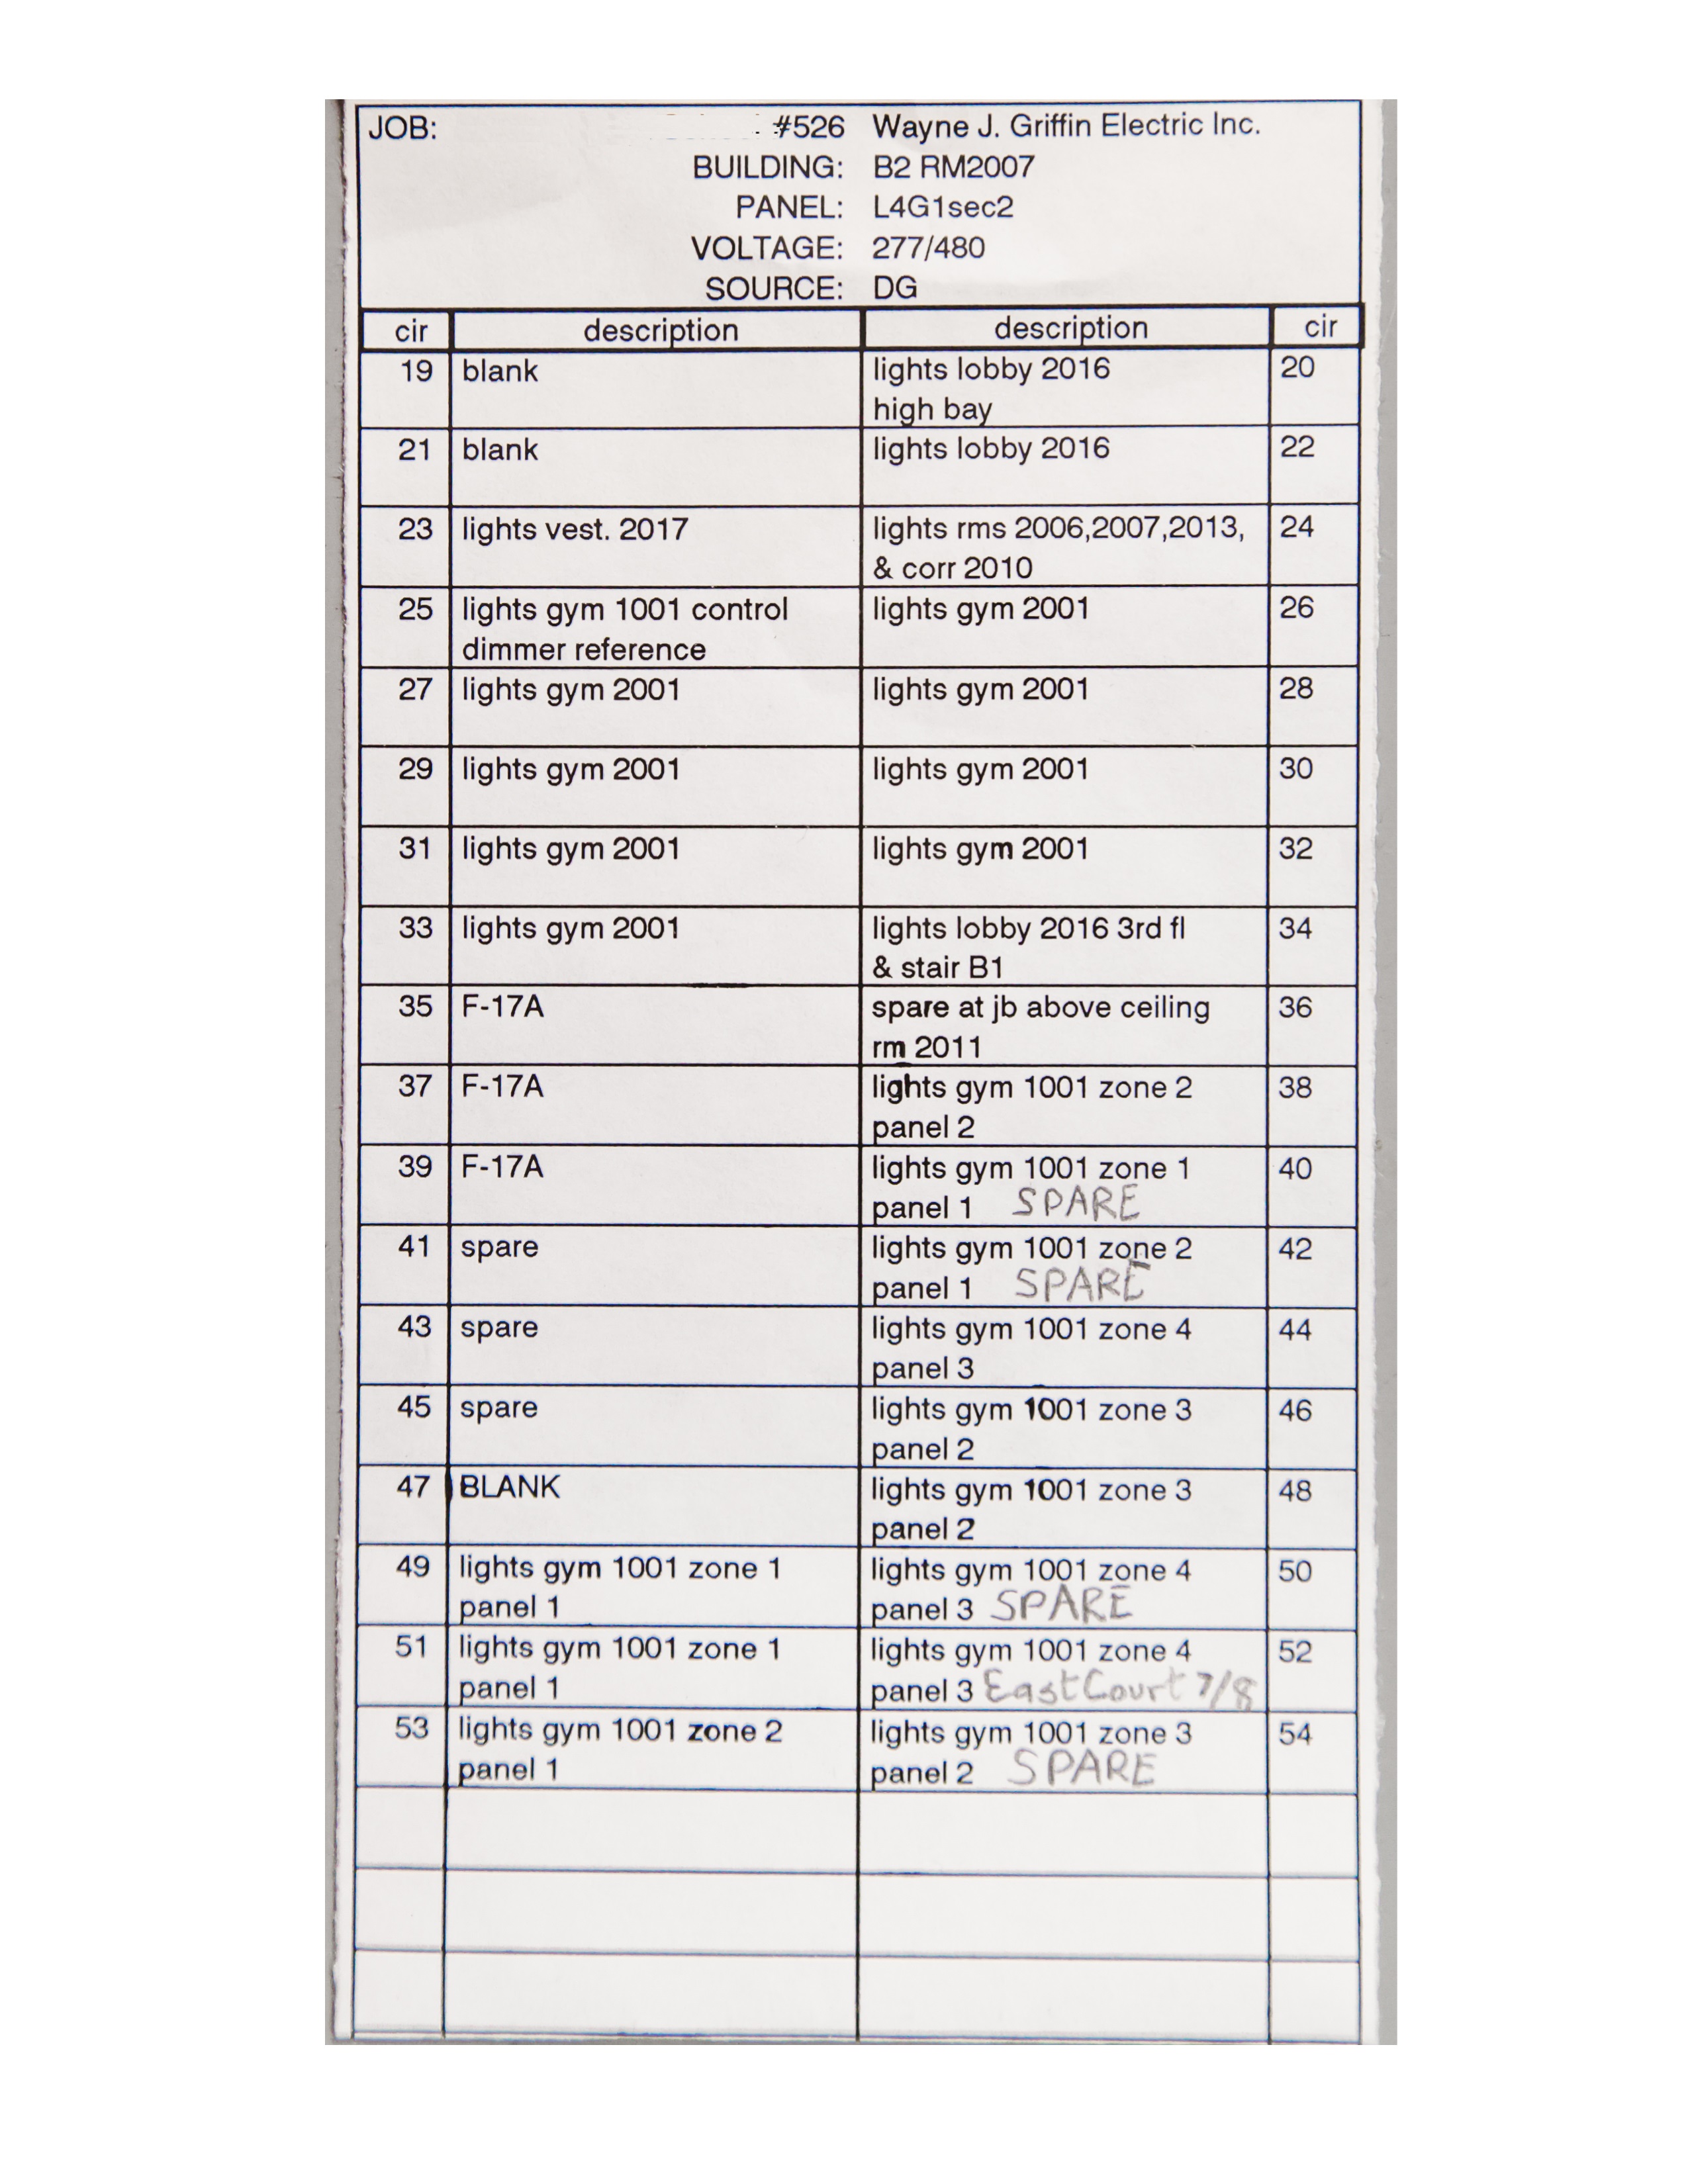 JOB: #526 Wayne J. Griffin Electric Inc.
BUILDING: B2 RM2007
PANEL: L4G1sec2
VOLTAGE: 277/480
SOURCE: DG
cir description description cir
19 blank lights lobby 2016 20
high bay
21 blank lights lobby 2016 22
23 lights vest. 2017 lights rms 2006,2007,2013, 24
& corr 2010
25 lights gym 1001 control lights gym 2001 26
dimmer reference
27 lights gym 2001 lights gym 2001 28
29 lights gym 2001 lights gym 2001 30
31 lights gym 2001 lights gym 2001 32
33 lights gym 2001 lights lobby 2016 3rd fl 34
& stair B1
35 F-17A spare at jb above ceiling 36
rm 2011
37 F-17A lights gym 1001 zone 2 38
panel 2
39 F-17A lights gym 1001 zone 1 40
panel 1 SPARE
41 spare lights gym 1001 zone 2 42
panel 1 SPARE
43 spare lights gym 1001 zone 4 44
panel 3
45 spare lights gym 1001 zone 3 46
panel 2
47 BLANK lights gym 1001 zone 3 48
panel 2
49 lights gym 1001 zone 1 lights gym 1001 zone 4 50
panel 1 panel 3 SPARE
51 lights gym 1001 zone 1 lights gym 1001 zone 4 52
panel 1 panel 3 East Court 7/8
53 lights gym 1001 zone 2 lights gym 1001 zone 3 54
panel 1 panel 2 SPARE